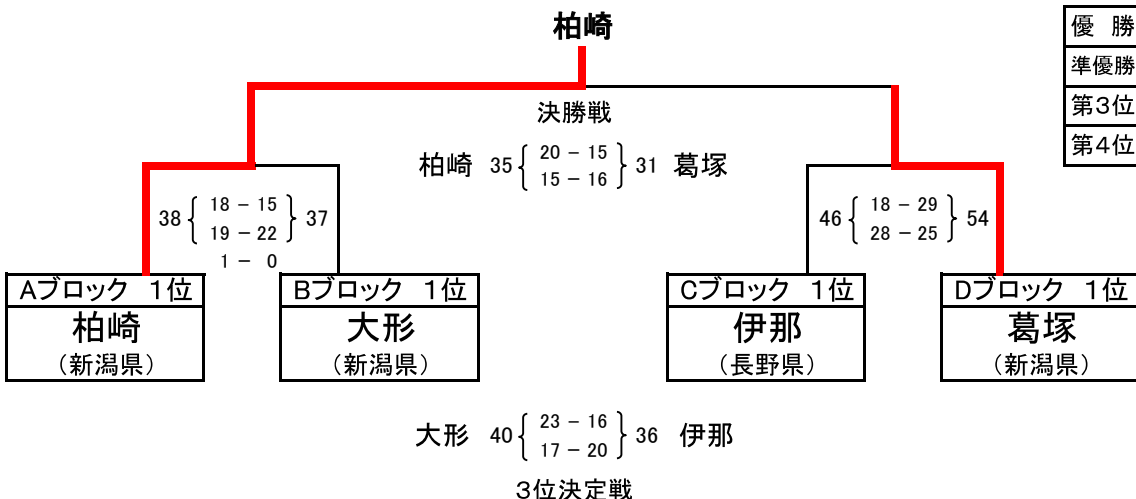 柏崎
優 勝
準優勝
第3位
第4位
決勝戦
柏崎 35 { 20 - 15 } 31 葛塚
15 - 16
38 { 18 - 15 } 37
19 - 22
1 - 0
46 { 18 - 29 } 54
28 - 25
Aブロック 1位
柏崎
(新潟県)
Bブロック 1位
大形
(新潟県)
Cブロック 1位
伊那
(長野県)
Dブロック 1位
葛塚
(新潟県)
大形 40 { 23 - 16 } 36 伊那
17 - 20
3位決定戦